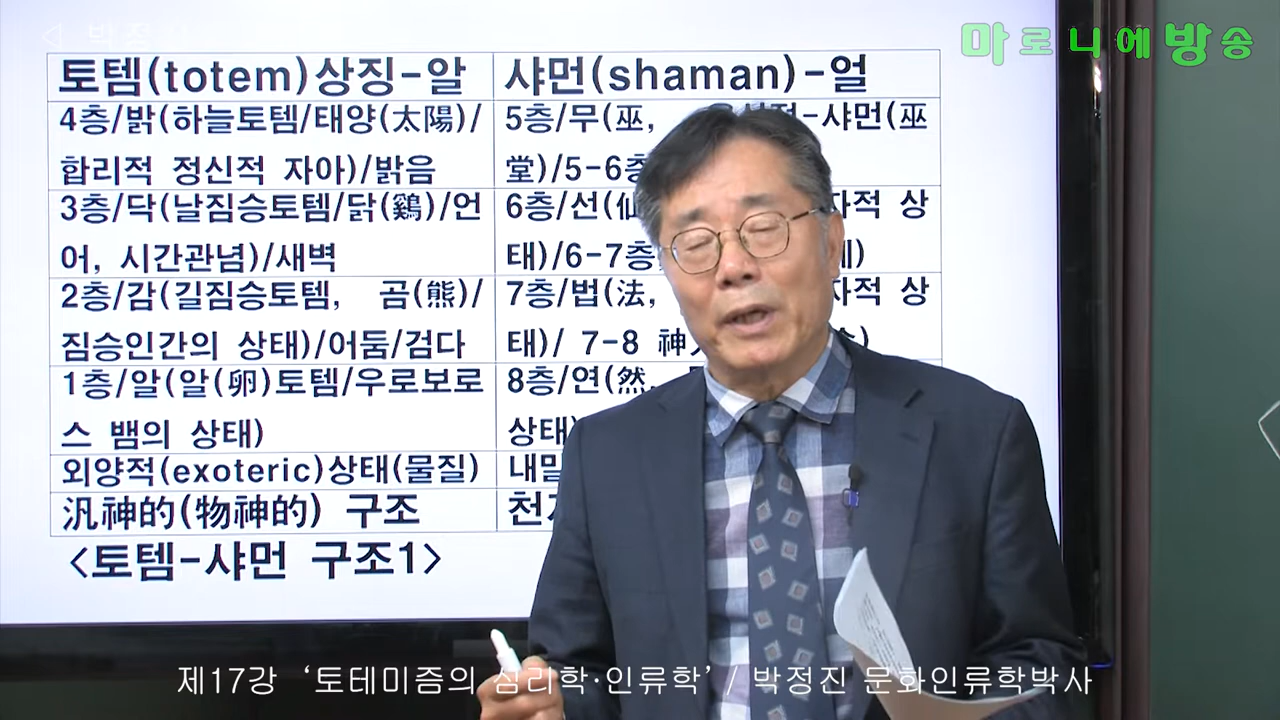 ◁ 박정진
마로니에방송
토템(totem)상징-알
샤먼(shaman)-얼
4층/밝(하늘토템/태양(太陽)/
합리적 정신적 자아)/밝음
5층/무(巫, -샤먼(巫
堂)/5-6층
3층/닥(날짐승토템/닭(鷄)/언
어, 시간관념)/새벽
6층/선(仙 자적 상
태)/6-7층
2층/감(길짐승토템, 곰(熊)/
짐승인간의 상태)/어둠/검다
7층/법(法, 자적 상
태)/ 7-8 神
1층/알(알(卵)토템/우로보로
스 뱀의 상태)
8층/연(然,
상태)
외양적(exoteric)상태(물질)
내밀
汎神的(物神的) 구조
천지
<토템-샤먼 구조1>
제17강 ‘토테미즘의 심리학·인류학’ / 박정진 문화인류학박사